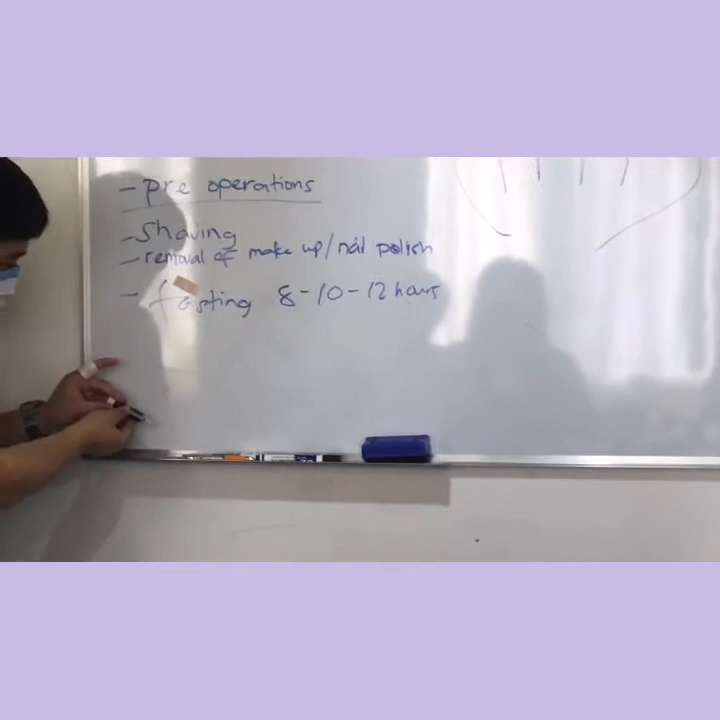 - pre operations
- shaving
- removal of make up/nail polish
- fasting 8-10-12 hours